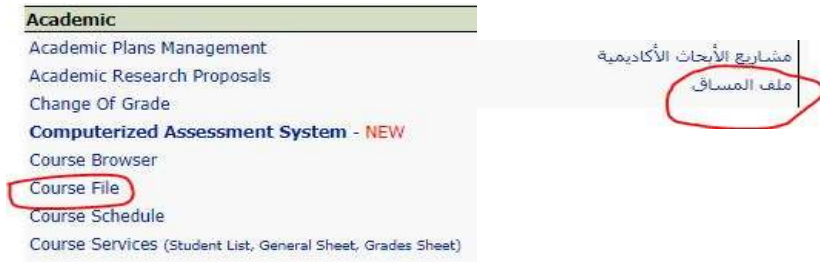 Academic
Academic Plans Management
Academic Research Proposals
Change Of Grade
Computerized Assessment System - NEW
Course Browser
Course File
Course Schedule
Course Services (Student List, General Sheet, Grades Sheet)
مشاريع الأبحاث الأكاديمية
ملف المساق